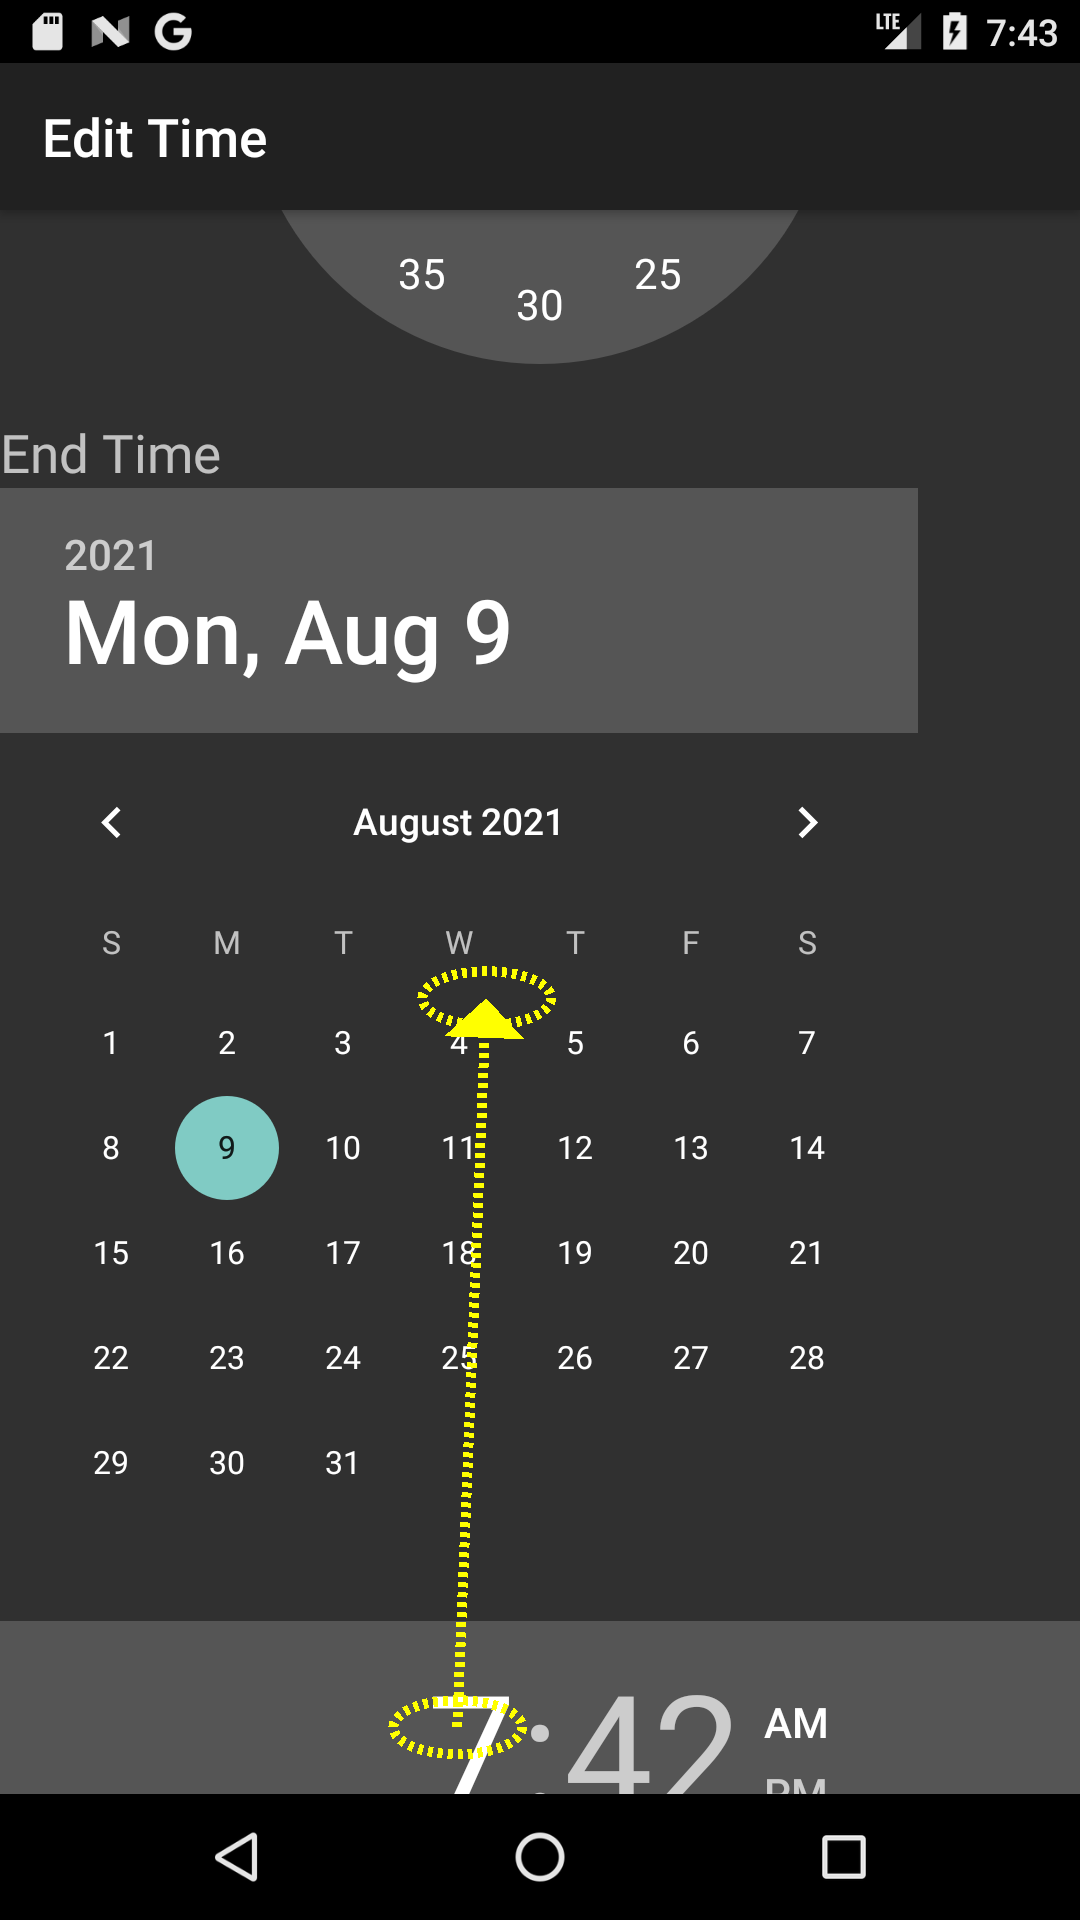 LTE 7:43
Edit Time
35 30 25
End Time
2021
Mon, Aug 9
August 2021
S M T W T F S
1 2 3 4 5 6 7
8 9 10 11 12 13 14
15 16 17 18 19 20 21
22 23 24 25 26 27 28
29 30 31
7:42 AM
PM